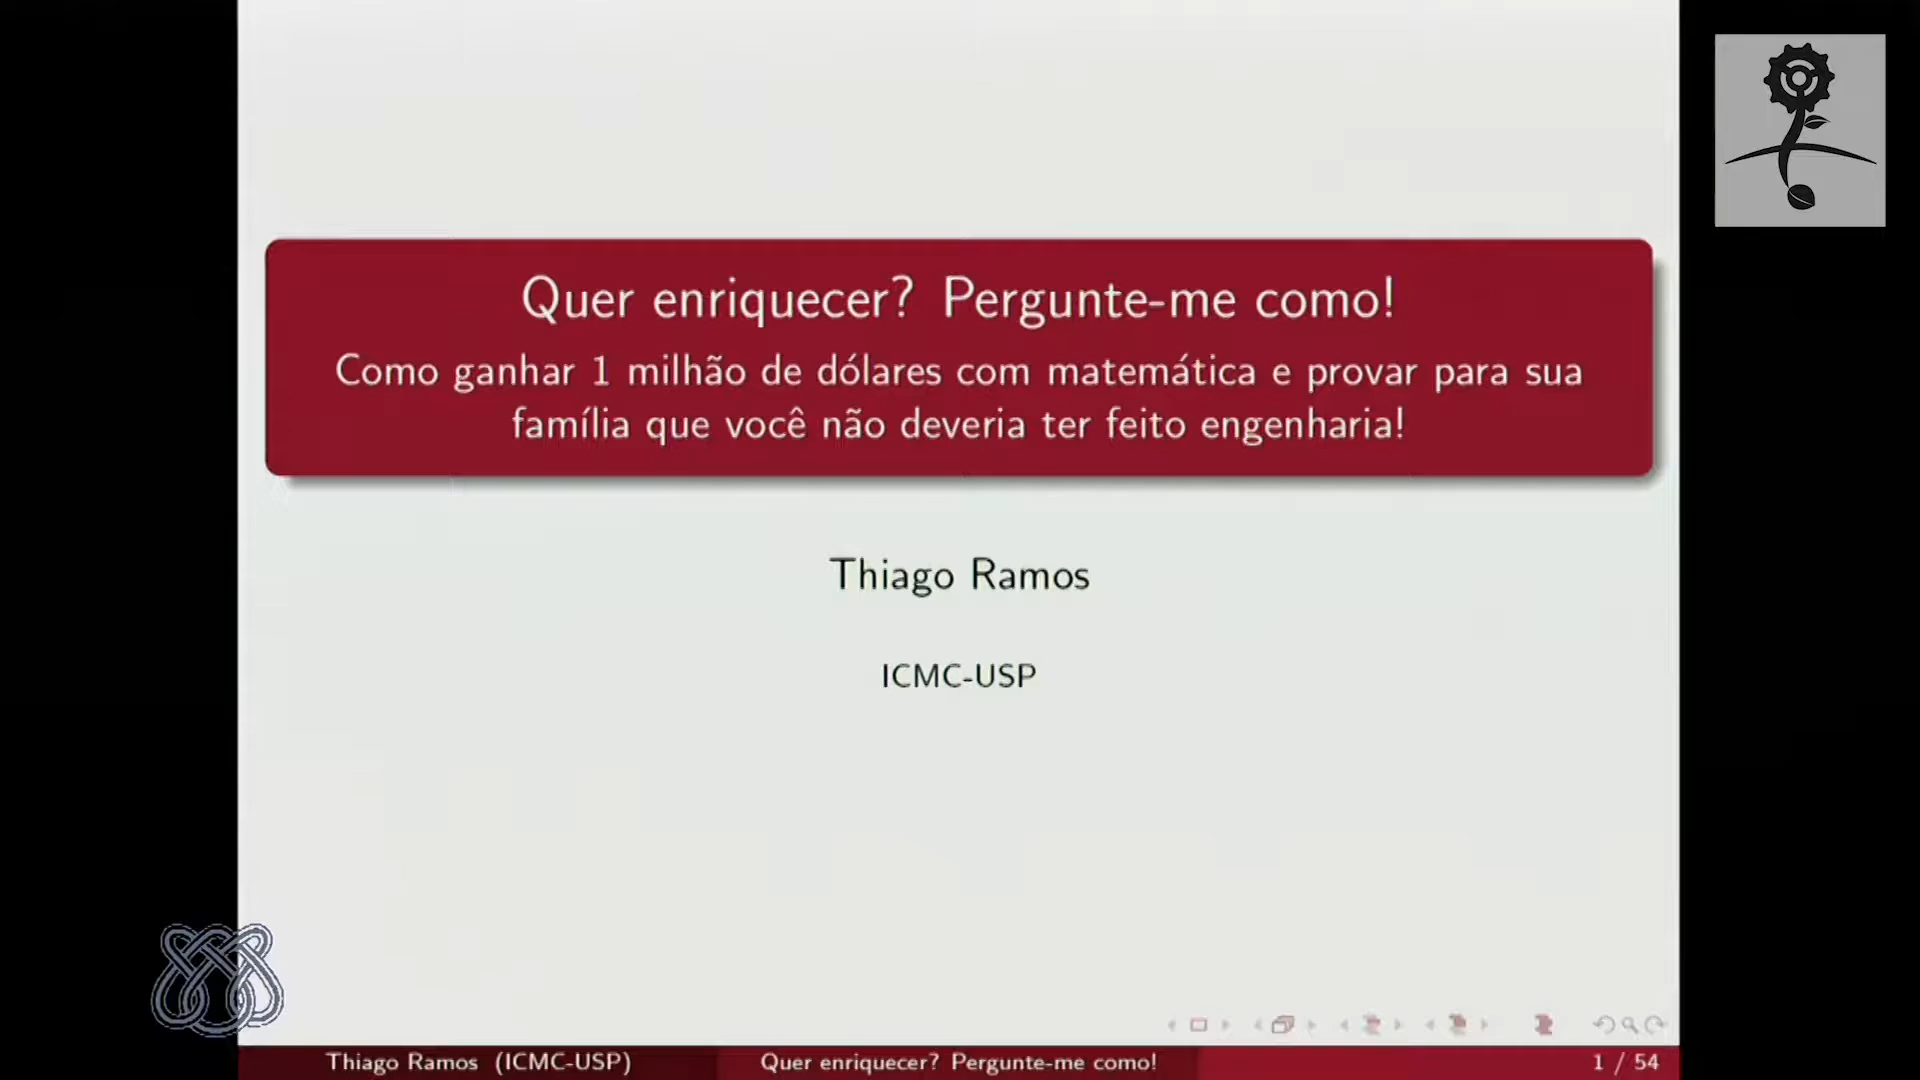 Quer enriquecer? Pergunte-me como!
Como ganhar 1 milhão de dólares com matemática e provar para sua
família que você não deveria ter feito engenharia!
Thiago Ramos
ICMC-USP
Thiago Ramos (ICMC-USP)
Quer enriquecer? Pergunte-me como!
1 / 54